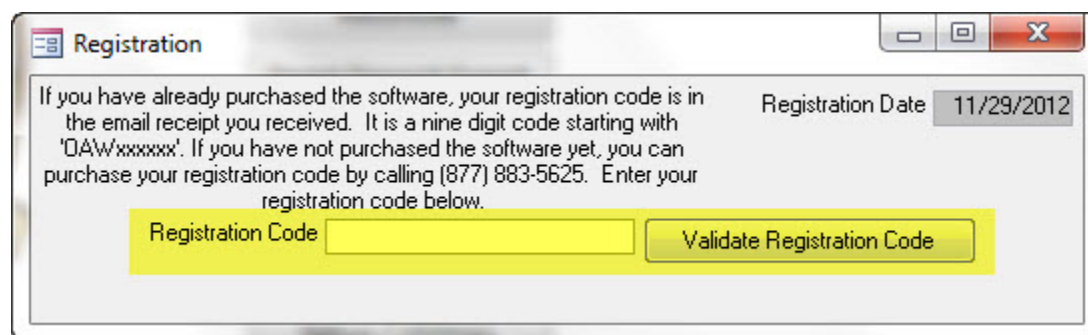 Registration
If you have already purchased the software, your registration code is in
the email receipt you received. It is a nine digit code starting with
'OAWxxxxxx'. If you have not purchased the software yet, you can
purchase your registration code by calling (877) 883-5625. Enter your
registration code below.
Registration Date 11/29/2012
Registration Code
Validate Registration Code